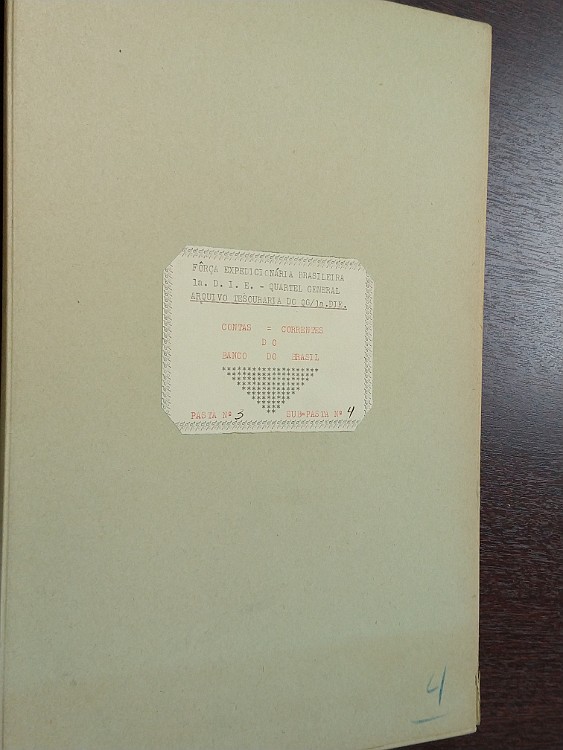 FÔRÇA EXPEDICIONÁRIA BRASILEIRA
1a. D. I. E. - QUARTEL GENERAL
ARQUIVO TESOURARIA DO QG/1a.DIE.
CONTAS = CORRENTES
DO
BANCO DO BRASIL
PASTA Nº 3 SUB-PASTA Nº 4
4